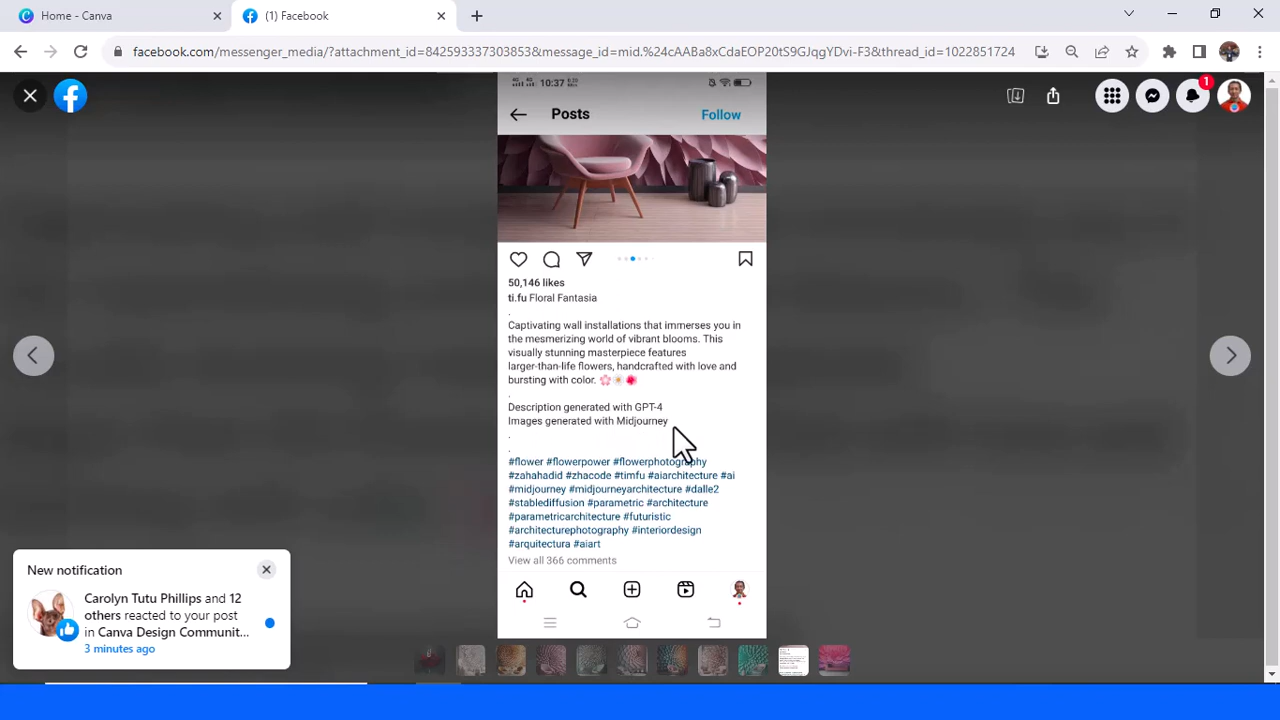 Home - Canva
(1) Facebook
facebook.com/messenger_media/?attachment_id=842593337303853&message_id=mid.%24cAABa8xCdaEOP20tS9GJqgYDvi-F3&thread_id=1022851724
10:37
Posts
Follow
1
50,146 likes
ti.fu Floral Fantasia
.
Captivating wall installations that immerses you in
the mesmerizing world of vibrant blooms. This
visually stunning masterpiece features
larger-than-life flowers, handcrafted with love and
bursting with color. 🌸🌼🌺
.
Description generated with GPT-4
Images generated with Midjourney
.
.
#flower #flowerpower #flowerphotography
#zahahadid #zhacode #timfu #aiarchitecture #ai
#midjourney #midjourneyarchitecture #dalle2
#stablediffusion #parametric #architecture
#parametricarchitecture #futuristic
#architecturephotography #interiordesign
#arquitectura #aiart
View all 366 comments
New notification
Carolyn Tutu Phillips and 12
others reacted to your post
in Canva Design Communit...
3 minutes ago